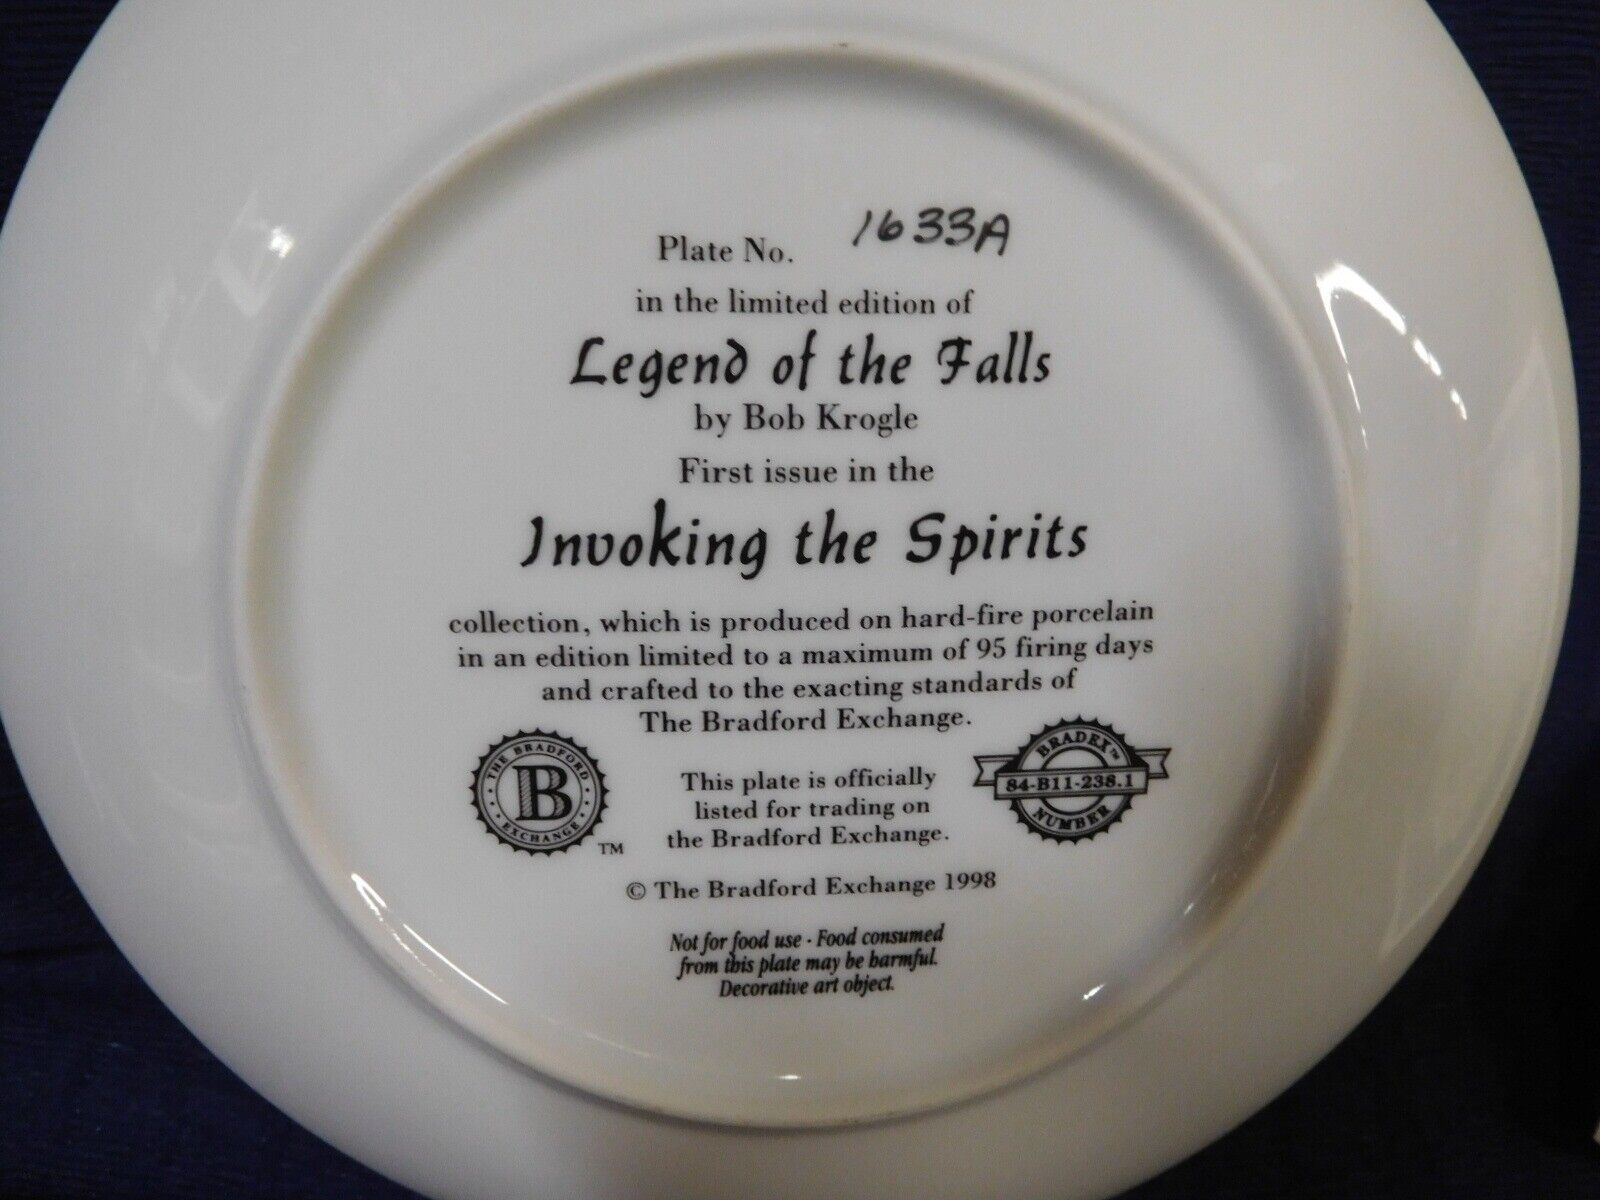 Plate No. 1633A
in the limited edition of
Legend of the Falls
by Bob Krogle
First issue in the
Invoking the Spirits
collection, which is produced on hard-fire porcelain
in an edition limited to a maximum of 95 firing days
and crafted to the exacting standards of
The Bradford Exchange.
THE BRADFORD
B
EXCHANGE
TM
This plate is officially
listed for trading on
the Bradford Exchange.
BRADEX™
84-B11-238.1
NUMBER
© The Bradford Exchange 1998
Not for food use - Food consumed
from this plate may be harmful.
Decorative art object.